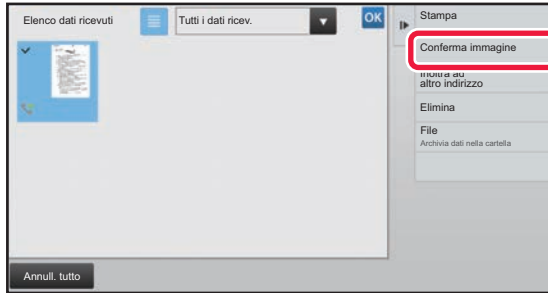 Elenco dati ricevuti
Tutti i dati ricev.
OK
Stampa
Conferma immagine
Inoltra ad
altro indirizzo
Elimina
File
Archivia dati nella cartella
Annull. tutto